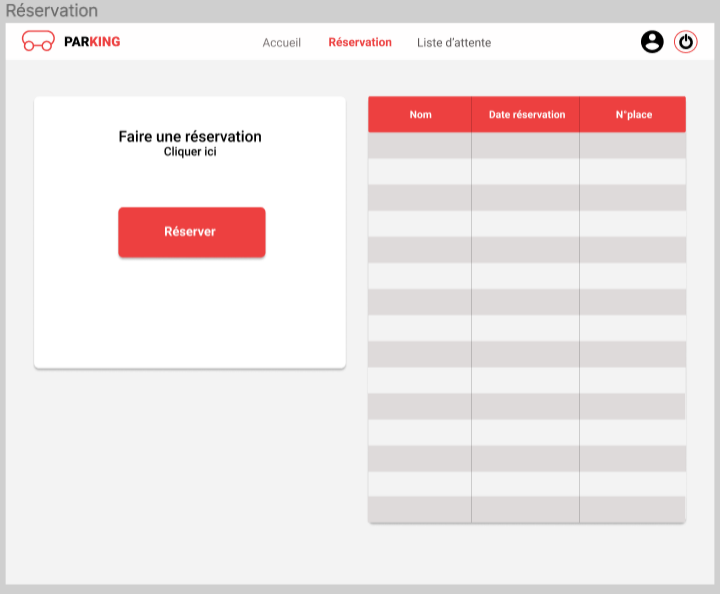 Réservation
PARKING
Accueil
Réservation
Liste d'attente
Faire une réservation
Cliquer ici
Réserver
Nom
Date réservation
N°place